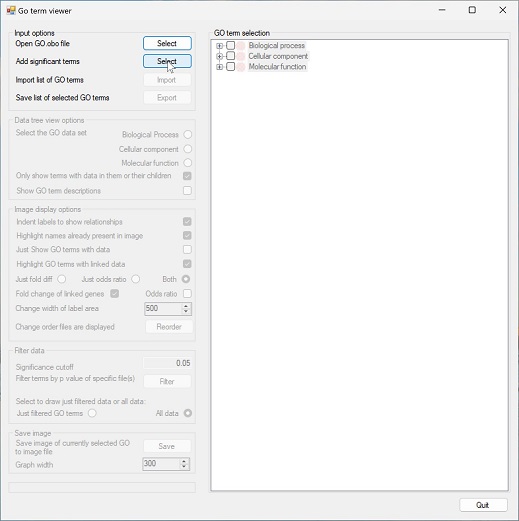 Go term viewer
Input options
Open GO.obo file Select
Add significant terms Select
Import list of GO terms Import
Save list of selected GO terms Export
Data tree view options
Select the GO data set Biological Process
Cellular component
Molecular function
Only show terms with data in them or their children
Show GO term descriptions
Image display options
Indent labels to show relationships
Highlight names already present in image
Just Show GO terms with data
Highlight GO terms with linked data
Just fold diff Just odds ratio Both
Fold change of linked genes Odds ratio
Change width of label area 500
Change order files are displayed Reorder
Filter data
Significance cutoff 0.05
Filter terms by p value of specific file(s) Filter
Select to draw just filtered data or all data:
Just filtered GO terms All data
Save image
Save image of currently selected GO
to image file Save
Graph width 300
GO term selection
Biological process
Cellular component
Molecular function
Quit